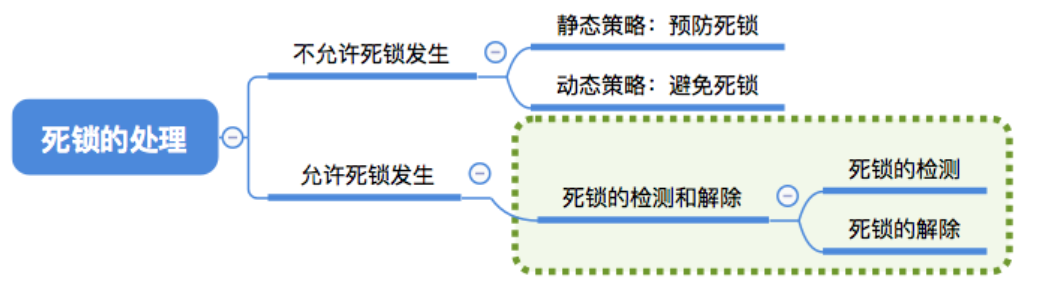 静态策略：预防死锁
不允许死锁发生
动态策略：避免死锁
死锁的处理
允许死锁发生
死锁的检测
死锁的检测和解除
死锁的解除